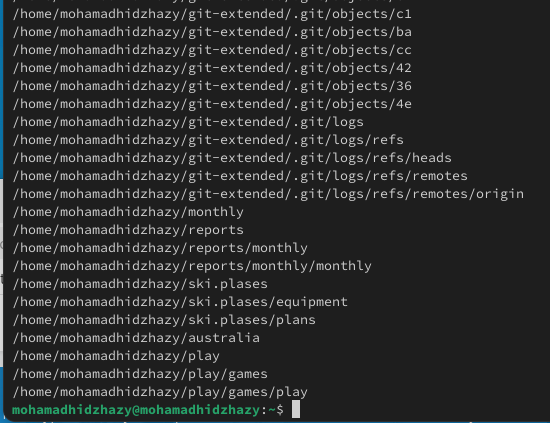 /home/mohamadhidzhazy/git-extended/.git/objects/c1
/home/mohamadhidzhazy/git-extended/.git/objects/ba
/home/mohamadhidzhazy/git-extended/.git/objects/cc
/home/mohamadhidzhazy/git-extended/.git/objects/42
/home/mohamadhidzhazy/git-extended/.git/objects/36
/home/mohamadhidzhazy/git-extended/.git/objects/4e
/home/mohamadhidzhazy/git-extended/.git/logs
/home/mohamadhidzhazy/git-extended/.git/logs/refs
/home/mohamadhidzhazy/git-extended/.git/logs/refs/heads
/home/mohamadhidzhazy/git-extended/.git/logs/refs/remotes
/home/mohamadhidzhazy/git-extended/.git/logs/refs/remotes/origin
/home/mohamadhidzhazy/monthly
/home/mohamadhidzhazy/reports
/home/mohamadhidzhazy/reports/monthly
/home/mohamadhidzhazy/reports/monthly/monthly
/home/mohamadhidzhazy/ski.plases
/home/mohamadhidzhazy/ski.plases/equipment
/home/mohamadhidzhazy/ski.plases/plans
/home/mohamadhidzhazy/australia
/home/mohamadhidzhazy/play
/home/mohamadhidzhazy/play/games
/home/mohamadhidzhazy/play/games/play
mohamadhidzhazy@mohamadhidzhazy:~$